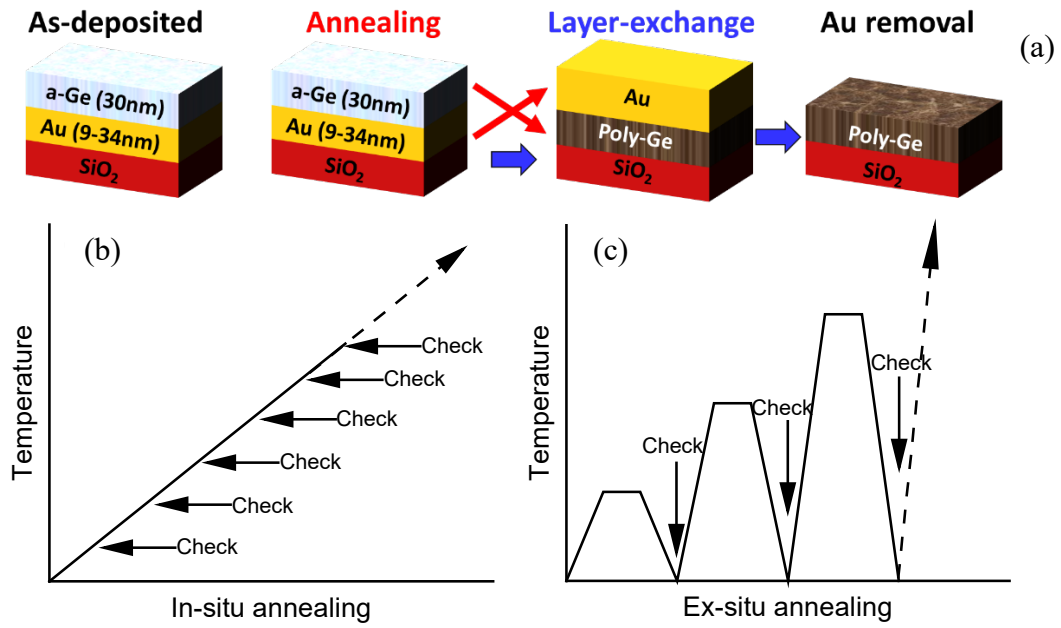 As-deposited
Annealing
Layer-exchange
Au removal
(a)
a-Ge (30nm)
Au (9-34nm)
SiO₂
a-Ge (30nm)
Au (9-34nm)
SiO₂
Au
Poly-Ge
SiO₂
Poly-Ge
SiO₂
(b)
Temperature
Check
Check
Check
Check
Check
Check
In-situ annealing
(c)
Temperature
Check
Check
Check
Ex-situ annealing